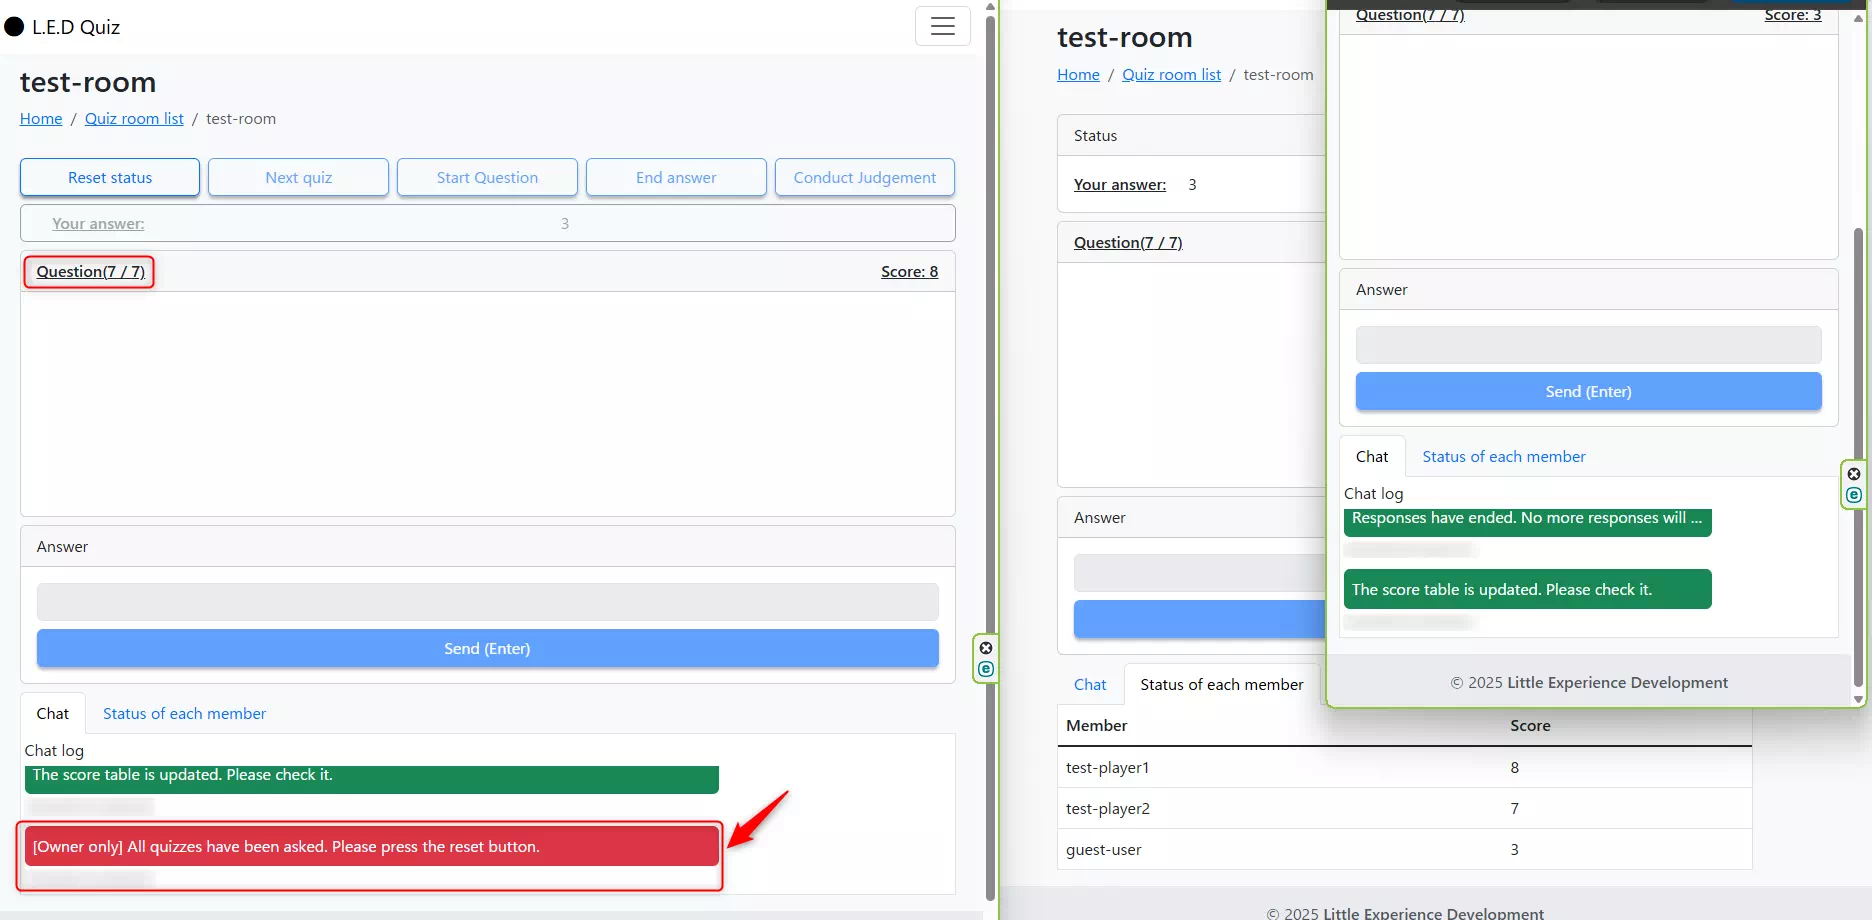 L.E.D Quiz
test-room
Home / Quiz room list / test-room
Reset status
Next quiz
Start Question
End answer
Conduct Judgement
Your answer: 3
Question(7 / 7) Score: 8
Answer
Send (Enter)
Chat Status of each member
Chat log
The score table is updated. Please check it.
[Owner only] All quizzes have been asked. Please press the reset button.
test-room
Home / Quiz room list / test-room
Status
Your answer: 3
Question(7 / 7)
Answer
Chat Status of each member
Member Score
test-player1 8
test-player2 7
guest-user 3
© 2025 Little Experience Development
Question(7 / 7) Score: 3
Answer
Send (Enter)
Chat Status of each member
Chat log
Responses have ended. No more responses will ...
The score table is updated. Please check it.
© 2025 Little Experience Development